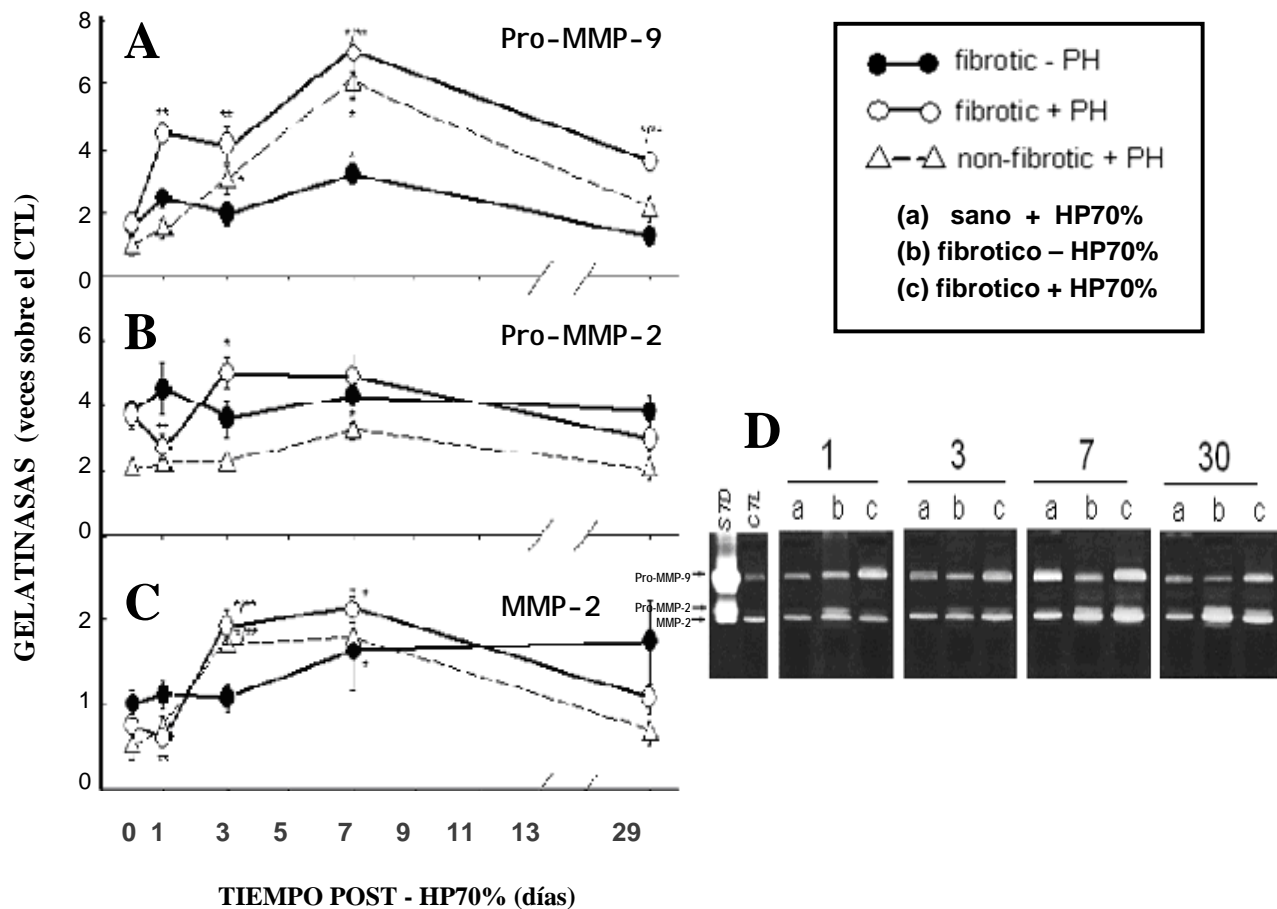 A
Pro-MMP-9
8
6
4
2
0
B
Pro-MMP-2
6
4
2
0
C
MMP-2
2
1
0
GELATINASAS (veces sobre el CTL)
0 1 3 5 7 9 11 13 29
TIEMPO POST - HP70% (días)
fibrotic - PH
fibrotic + PH
non-fibrotic + PH
(a) sano + HP70%
(b) fibrotico – HP70%
(c) fibrotico + HP70%
D
1 3 7 30
STD CTL a b c a b c a b c a b c
Pro-MMP-9
Pro-MMP-2
MMP-2